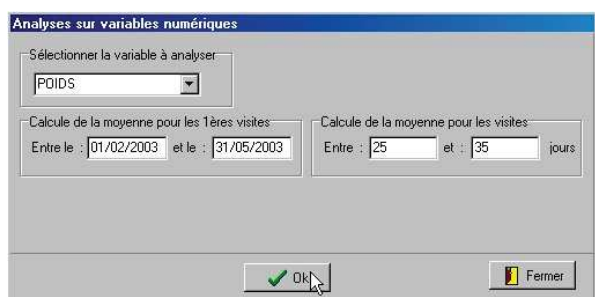 Analyses sur variables numériques
Sélectionner la variable à analyser
POIDS
Calcule de la moyenne pour les 1ères visites
Entre le : 01/02/2003 et le : 31/05/2003
Calcule de la moyenne pour les visites
Entre : 25 et : 35 jours
Ok
Fermer